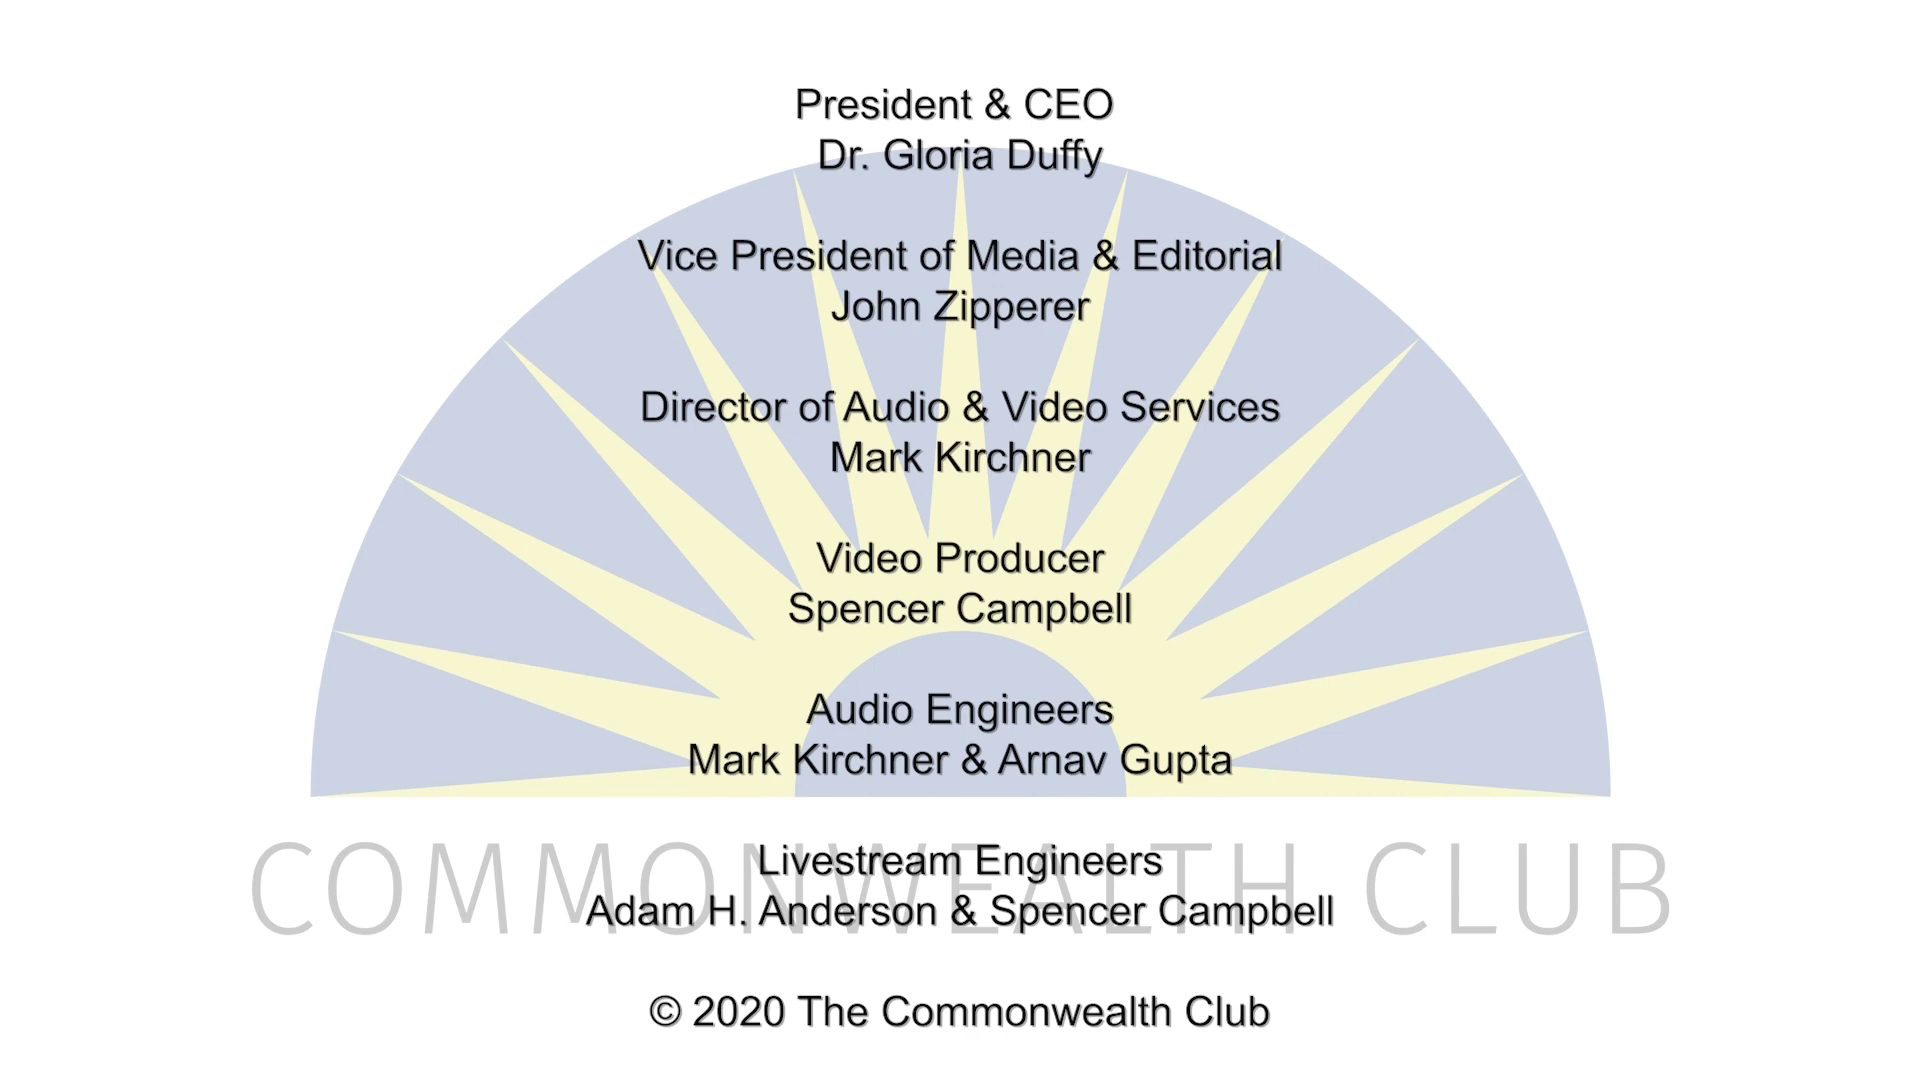 President & CEO
Dr. Gloria Duffy
Vice President of Media & Editorial
John Zipperer
Director of Audio & Video Services
Mark Kirchner
Video Producer
Spencer Campbell
Audio Engineers
Mark Kirchner & Arnav Gupta
Livestream Engineers
COMMONWEALTH CLUB
Adam H. Anderson & Spencer Campbell
© 2020 The Commonwealth Club